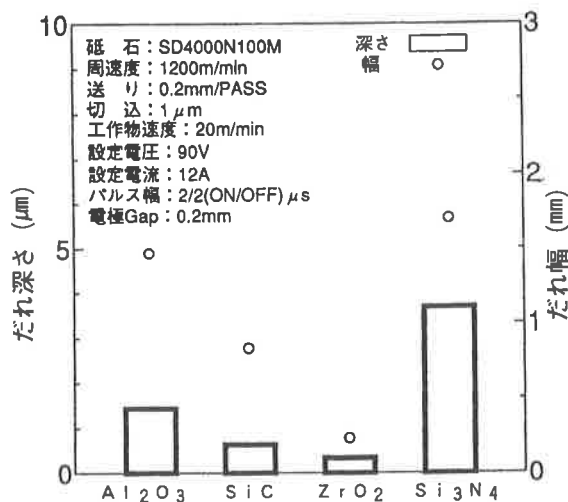 砥　石：SD4000N100M
周速度：1200m/min
送　り：0.2mm/PASS
切　込：1μm
工作物速度：20m/min
設定電圧：90V
設定電流：12A
パルス幅：2/2(ON/OFF)μs
電極Gap：0.2mm
深さ
幅
だれ深さ (μm)
10
5
0
だれ幅 (mm)
3
2
1
0
Al2O3
SiC
ZrO2
Si3N4